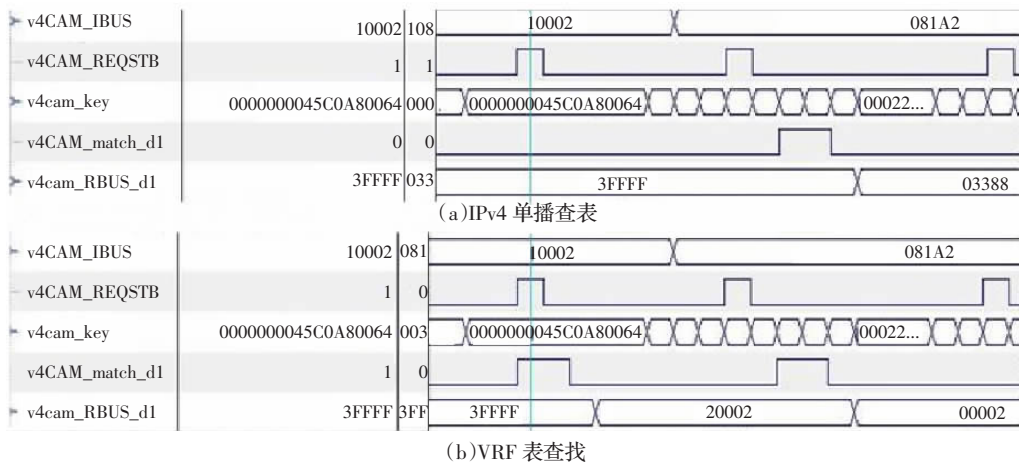 v4CAM_IBUS 10002 108 10002 081A2
v4CAM_REQSTB 1 1
v4cam_key 0000000045C0A80064 000 0000000045C0A80064 00022...
v4CAM_match_d1 0 0
v4cam_RBUS_d1 3FFFF 033 3FFFF 03388
(a)IPv4 单播查表
v4CAM_IBUS 10002 081 10002 081A2
v4CAM_REQSTB 1 0
v4cam_key 0000000045C0A80064 003 0000000045C0A80064 00022...
v4CAM_match_d1 1 0
v4cam_RBUS_d1 3FFFF 3FF 3FFFF 20002 00002
(b)VRF 表查找